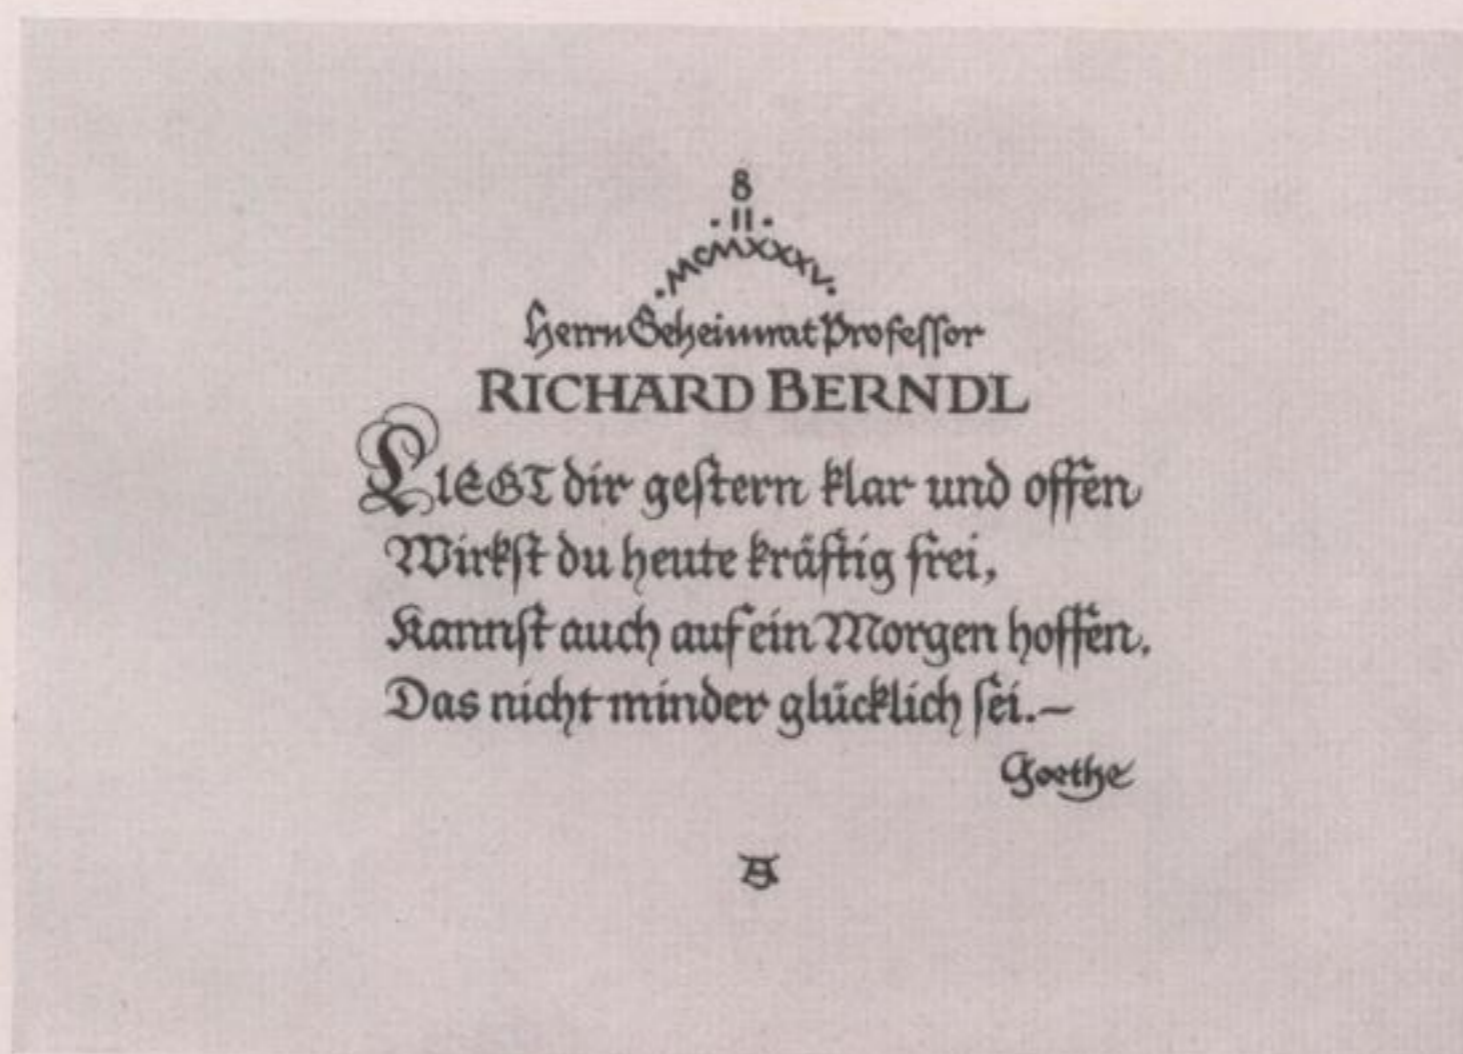 8
·II·
·MCMXXXV·
Herrn Geheimrat Professor
RICHARD BERNDL
LIEGT dir gestern klar und offen
Wirkst du heute kräftig frei,
Kannst auch auf ein Morgen hoffen.
Das nicht minder glücklich sei.—
Goethe